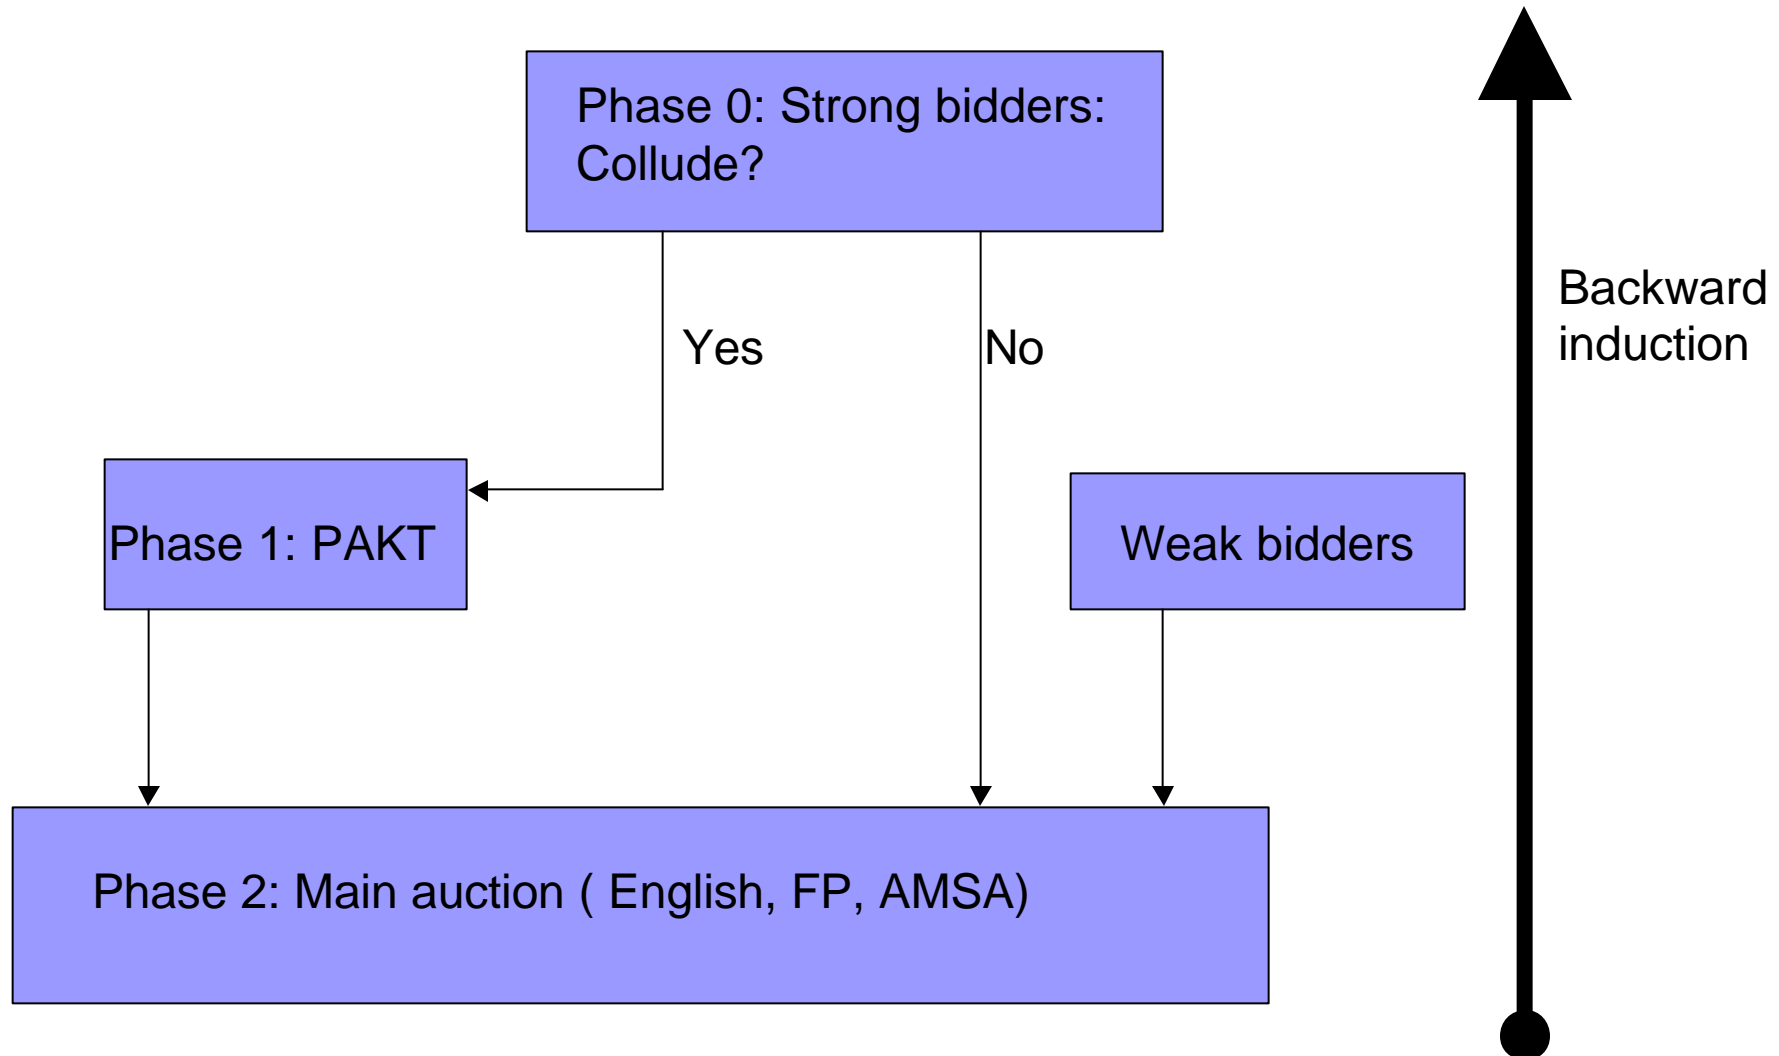 Phase 0: Strong bidders:
Collude?
Backward
induction
Yes
No
Phase 1: PAKT
Weak bidders
Phase 2: Main auction ( English, FP, AMSA)